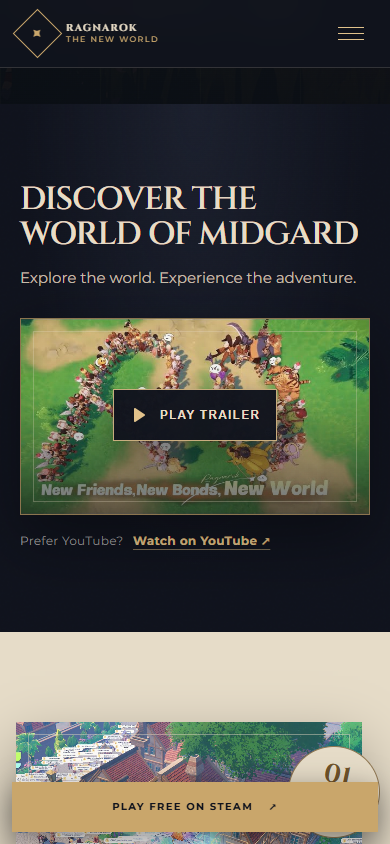 RAGNAROK
THE NEW WORLD
DISCOVER THE
WORLD OF MIDGARD
Explore the world. Experience the adventure.
PLAY TRAILER
New Friends,New Bonds, New World
Prefer YouTube? Watch on YouTube ↗
01
PLAY FREE ON STEAM ↗